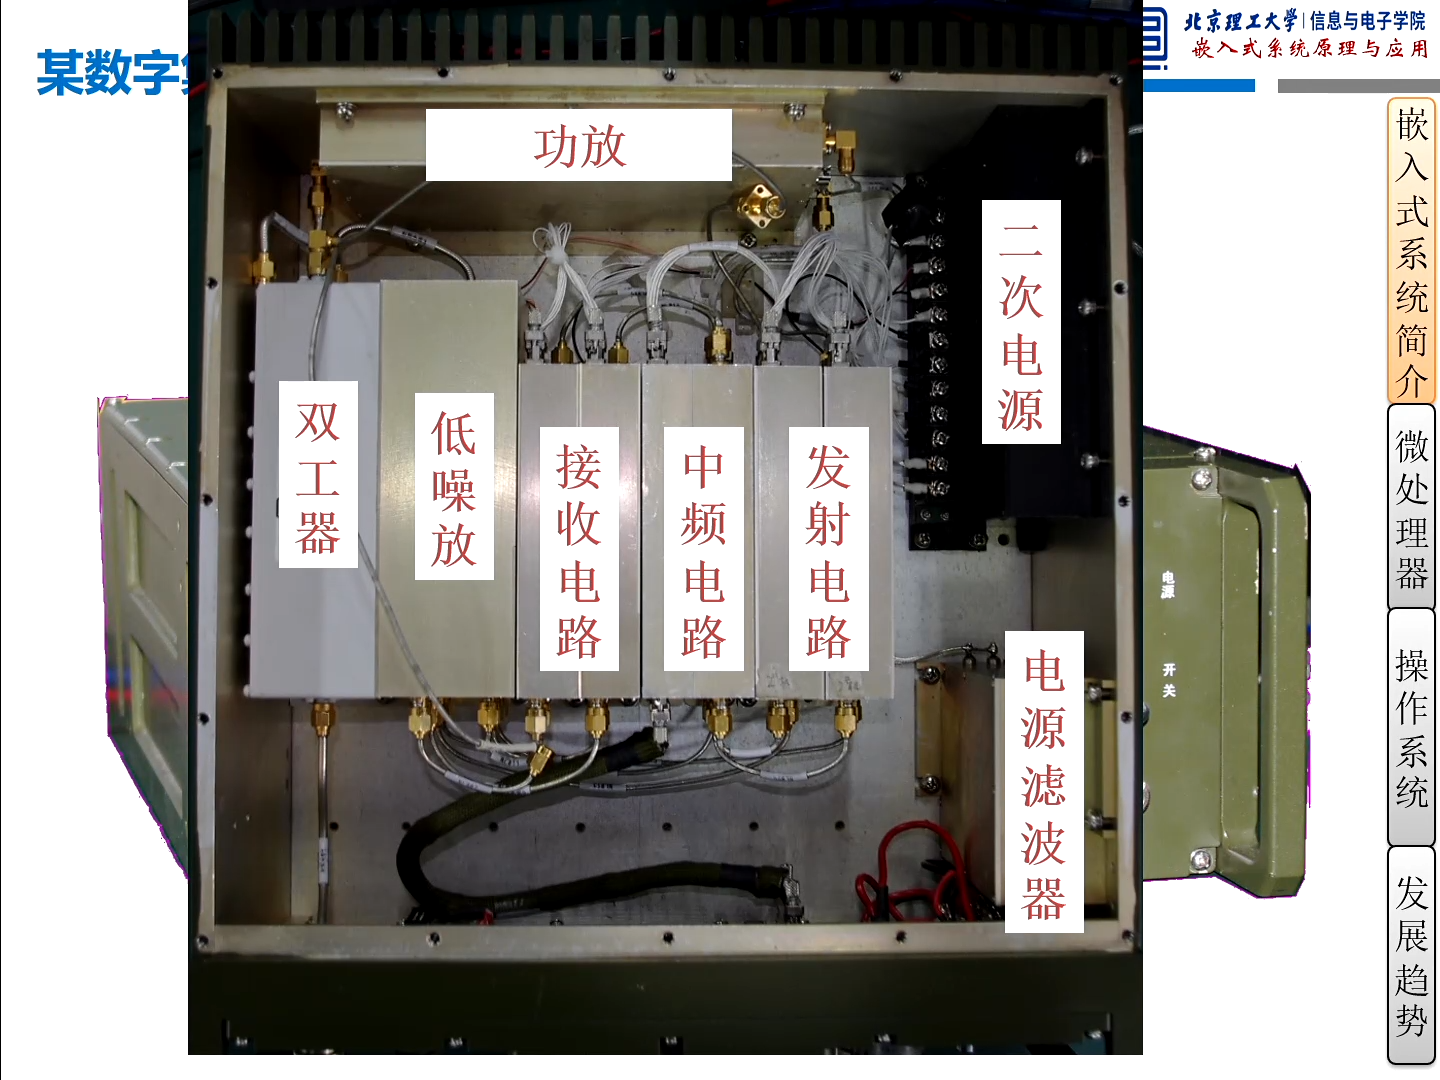 某数字
北京理工大学|信息与电子学院
嵌入式系统原理与应用
功放
二次电源
双工器
低噪放
接收电路
中频电路
发射电路
电源滤波器
电源
开关
嵌入式系统简介
微处理器
操作系统
发展趋势